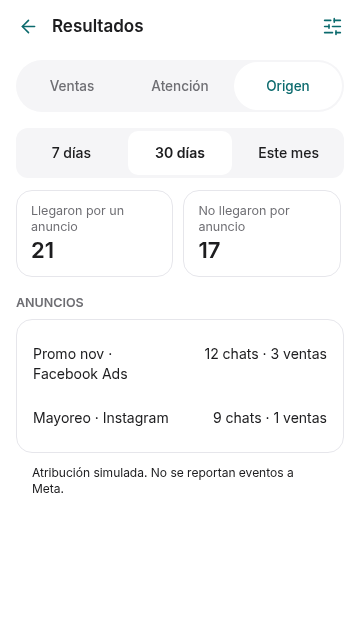 Resultados
Ventas
Atención
Origen
7 días
30 días
Este mes
Llegaron por un
anuncio
21
No llegaron por
anuncio
17
ANUNCIOS
Promo nov ·
Facebook Ads
12 chats · 3 ventas
Mayoreo · Instagram
9 chats · 1 ventas
Atribución simulada. No se reportan eventos a
Meta.